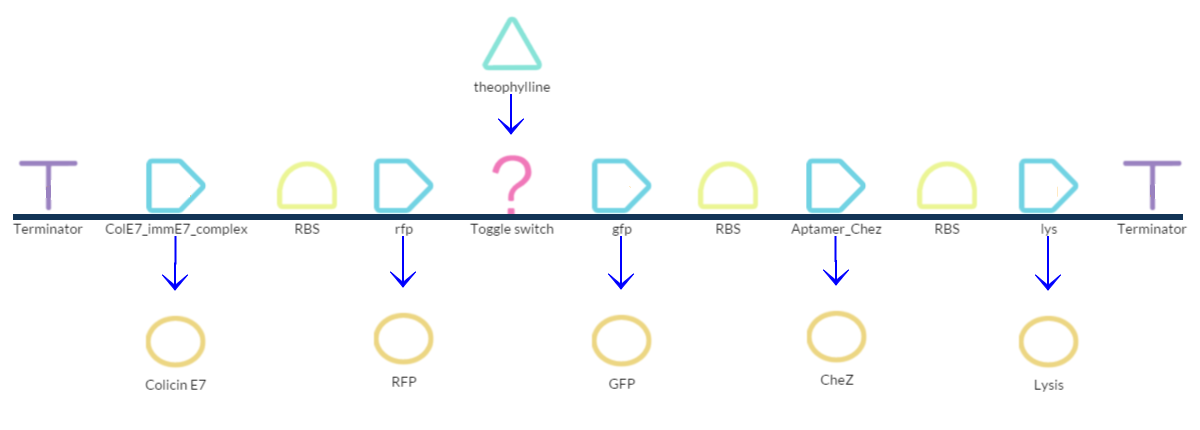 theophylline
Terminator ColE7_immE7_complex RBS rfp Toggle switch gfp RBS Aptamer_Chez RBS lys Terminator
Colicin E7 RFP GFP CheZ Lysis